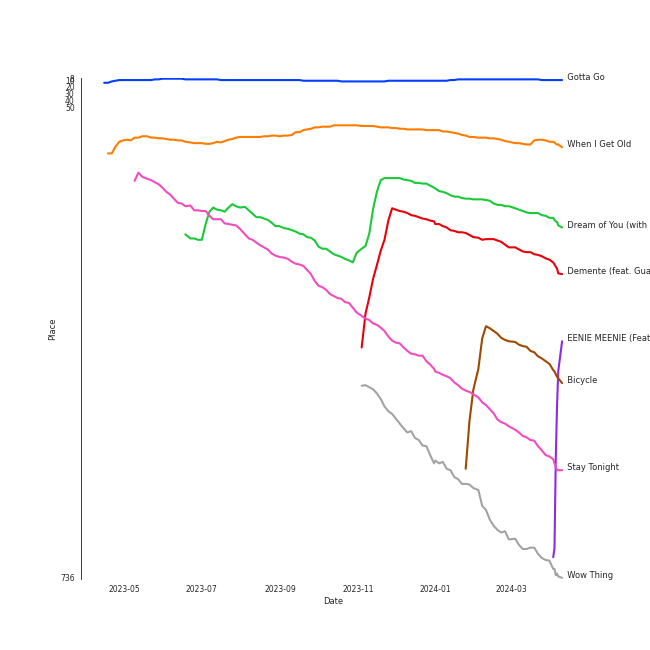 8
10
20
30
40
50
Gotta Go
When I Get Old
Dream of You (with
Demente (feat. Gua
Place
EENIE MEENIE (Feat
Bicycle
Stay Tonight
736
Wow Thing
2023-05
2023-07
2023-09
2023-11
2024-01
2024-03
Date